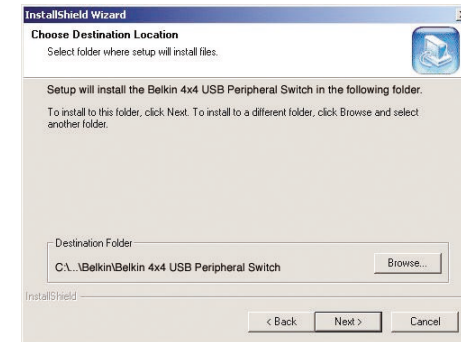 InstallShield Wizard
Choose Destination Location
Select folder where setup will install files.
Setup will install the Belkin 4x4 USB Peripheral Switch in the following folder.
To install to this folder, click Next. To install to a different folder, click Browse and select
another folder.
Destination Folder
C:\...\Belkin\Belkin 4x4 USB Peripheral Switch
Browse...
InstallShield
< Back
Next >
Cancel